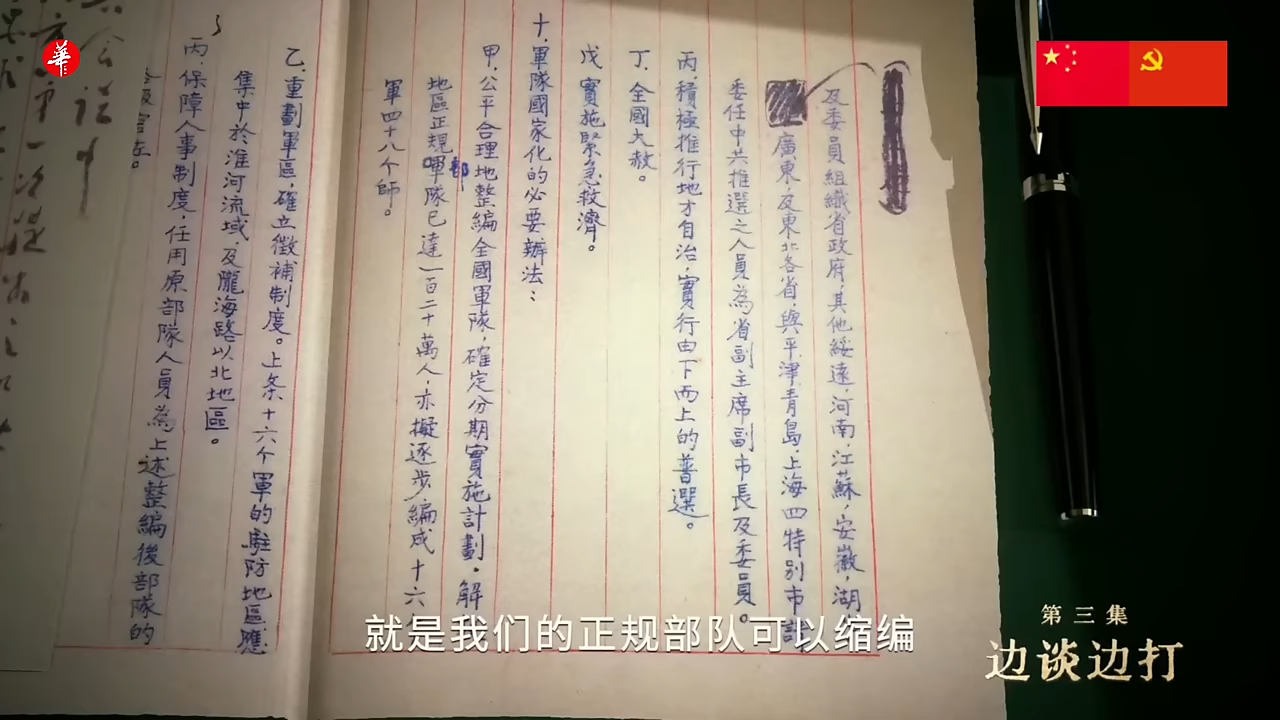 華
及委員組織省政府,其他綏遠,河南,江蘇,安徽,湖
廣東,及東北各省,與平津青島,上海四特別市,請
委任中共推選之人員為省副主席副市長及委員。
丙,積極推行地方自治,實行由下而上的普選。
丁,全國大赦。
戊,實施緊急救濟。
十,軍隊國家化的必要辦法:
甲,公平合理地整編全國軍隊,確定分期實施計劃。解
地區正規部軍隊已達一百二十萬人,亦擬逐步編成十六個
軍四十八个師。
乙,重劃軍區,確立徵補制度。上条十六个軍的駐防地區應
集中於淮河流域,及隴海路以北地區。
丙,保障人事制度,任用原部隊人員為上述整編後部隊的
各級官佐。
就是我们的正规部队可以缩编
第三集
边谈边打